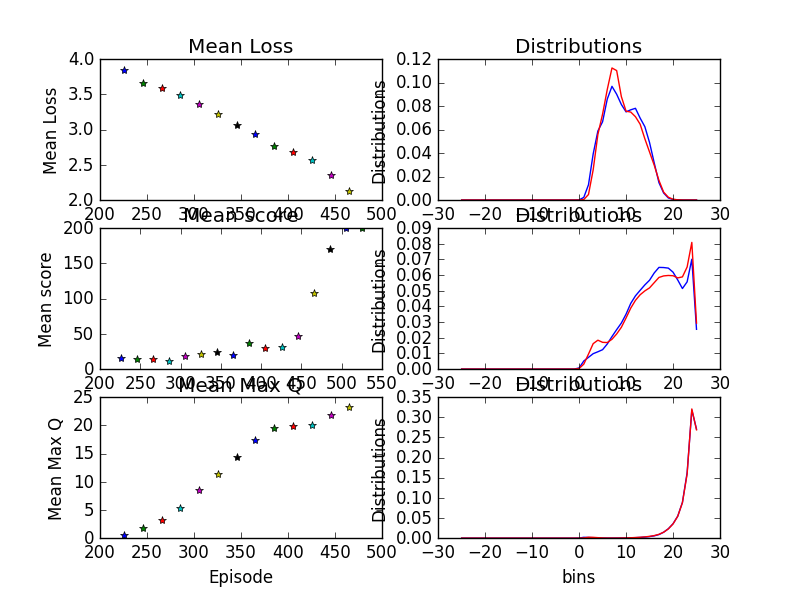 Mean Loss
Distributions
4.0
3.5
3.0
2.5
2.0
Mean Loss
200 250 300 350 400 450 500
0.12
0.10
0.08
0.06
0.04
0.02
0.00
Distributions
−30 −20 −10 0 10 20 30
Mean score
Distributions
200
150
100
50
0
Mean score
200 250 300 350 400 450 500 550
0.09
0.08
0.07
0.06
0.05
0.04
0.03
0.02
0.01
0.00
Distributions
−30 −20 −10 0 10 20 30
Mean Max Q
Distributions
25
20
15
10
5
0
Mean Max Q
200 250 300 350 400 450 500
Episode
0.35
0.30
0.25
0.20
0.15
0.10
0.05
0.00
Distributions
−30 −20 −10 0 10 20 30
bins